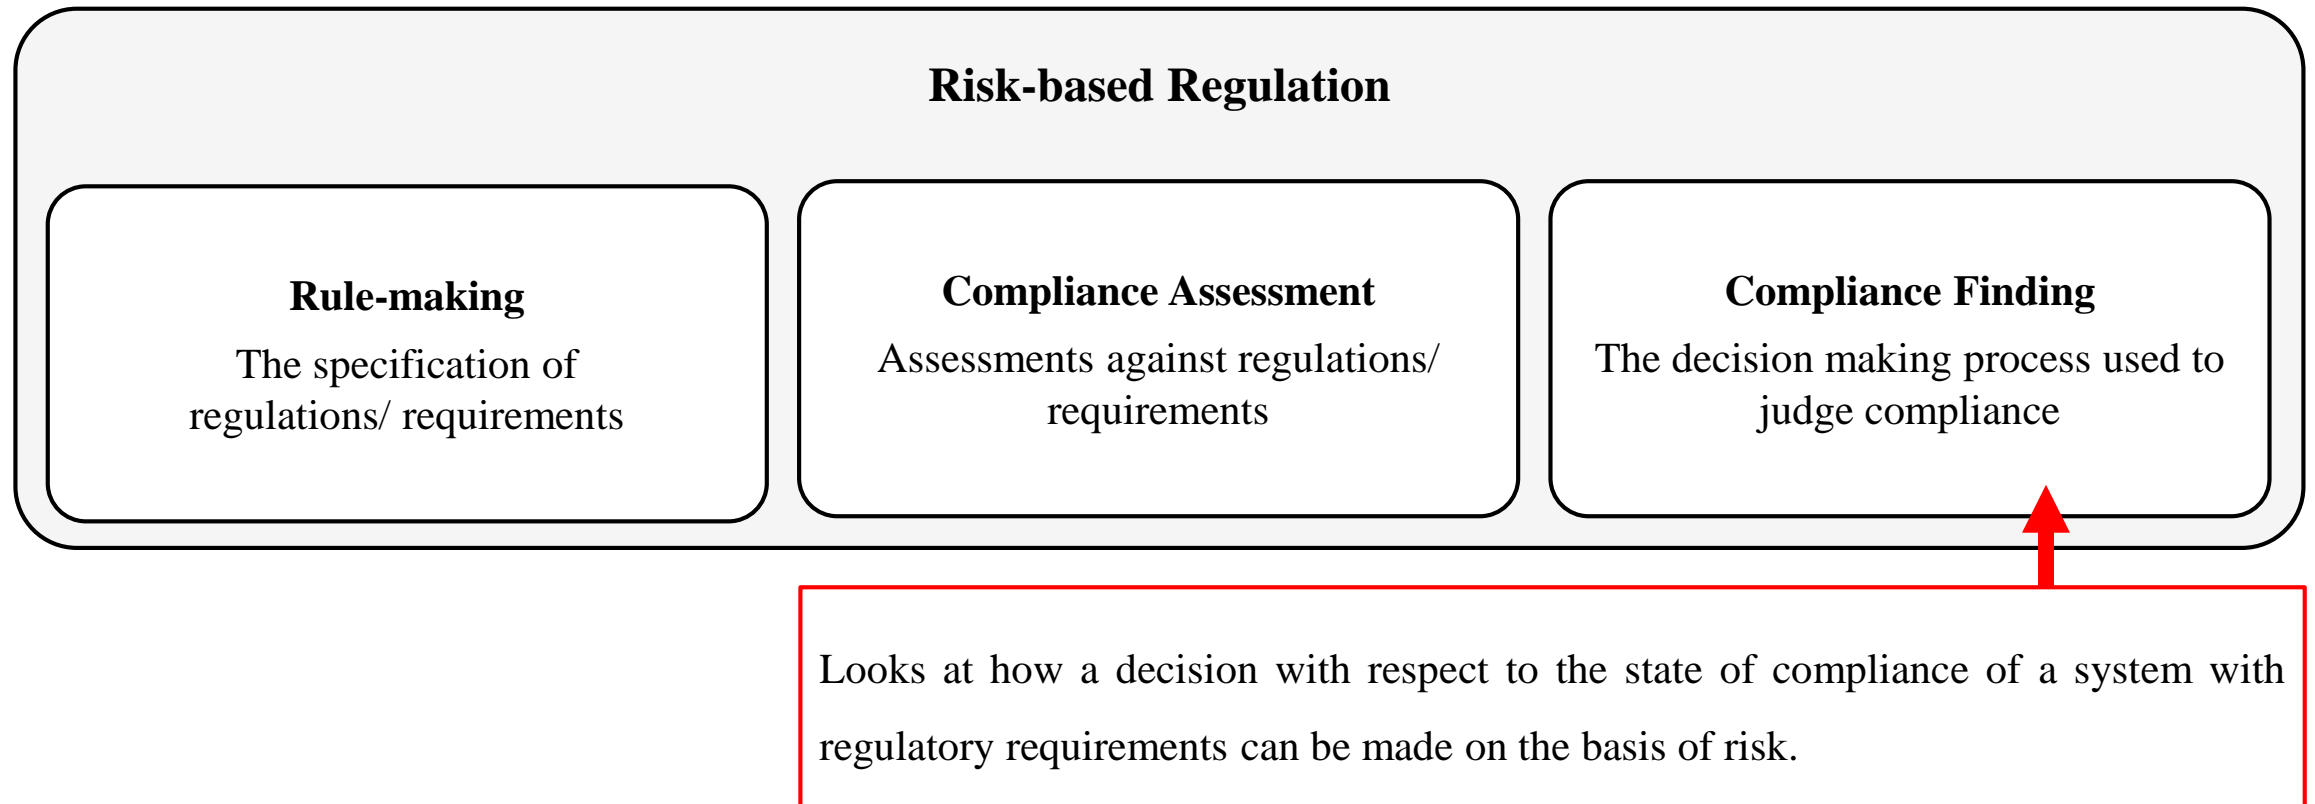 Risk-based Regulation
Rule-making
The specification of
regulations/ requirements
Compliance Assessment
Assessments against regulations/
requirements
Compliance Finding
The decision making process used to
judge compliance
Looks at how a decision with respect to the state of compliance of a system with
regulatory requirements can be made on the basis of risk.